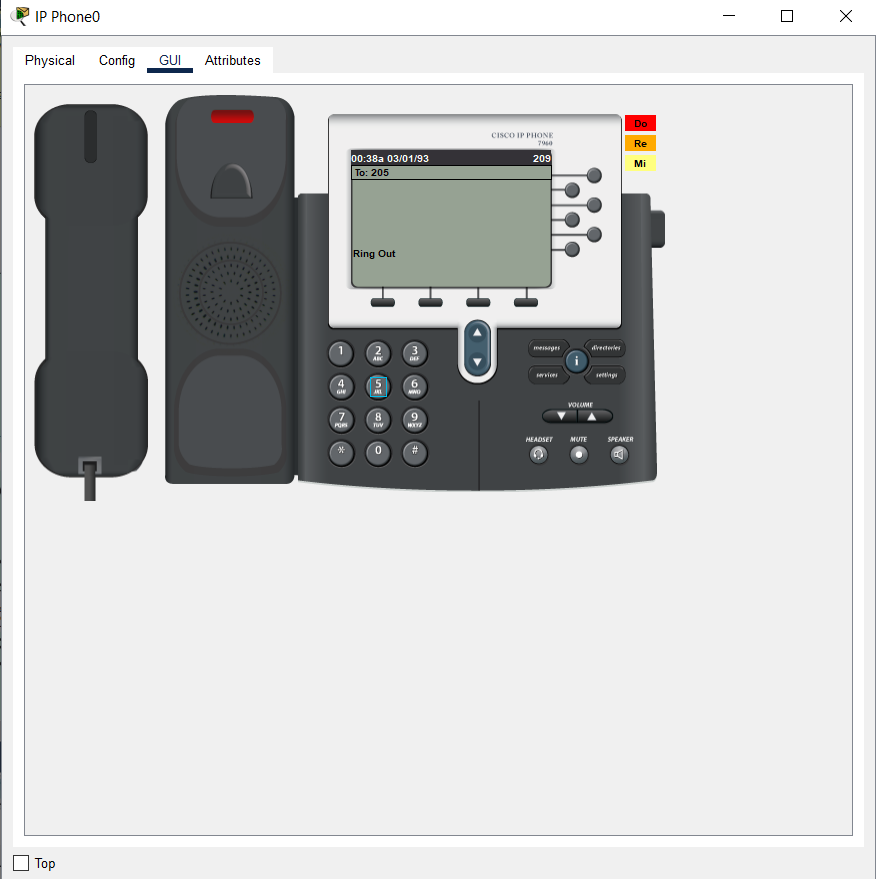 IP Phone0
Physical Config GUI Attributes
CISCO IP PHONE
7960
Do
Re
Mi
00:38a 03/01/93 209
To: 205
Ring Out
1 2 ABC 3 DEF
4 GHI 5 JKL 6 MNO
7 PQRS 8 TUV 9 WXYZ
* 0 #
messages directories
i
services settings
VOLUME
HEADSET MUTE SPEAKER
Top